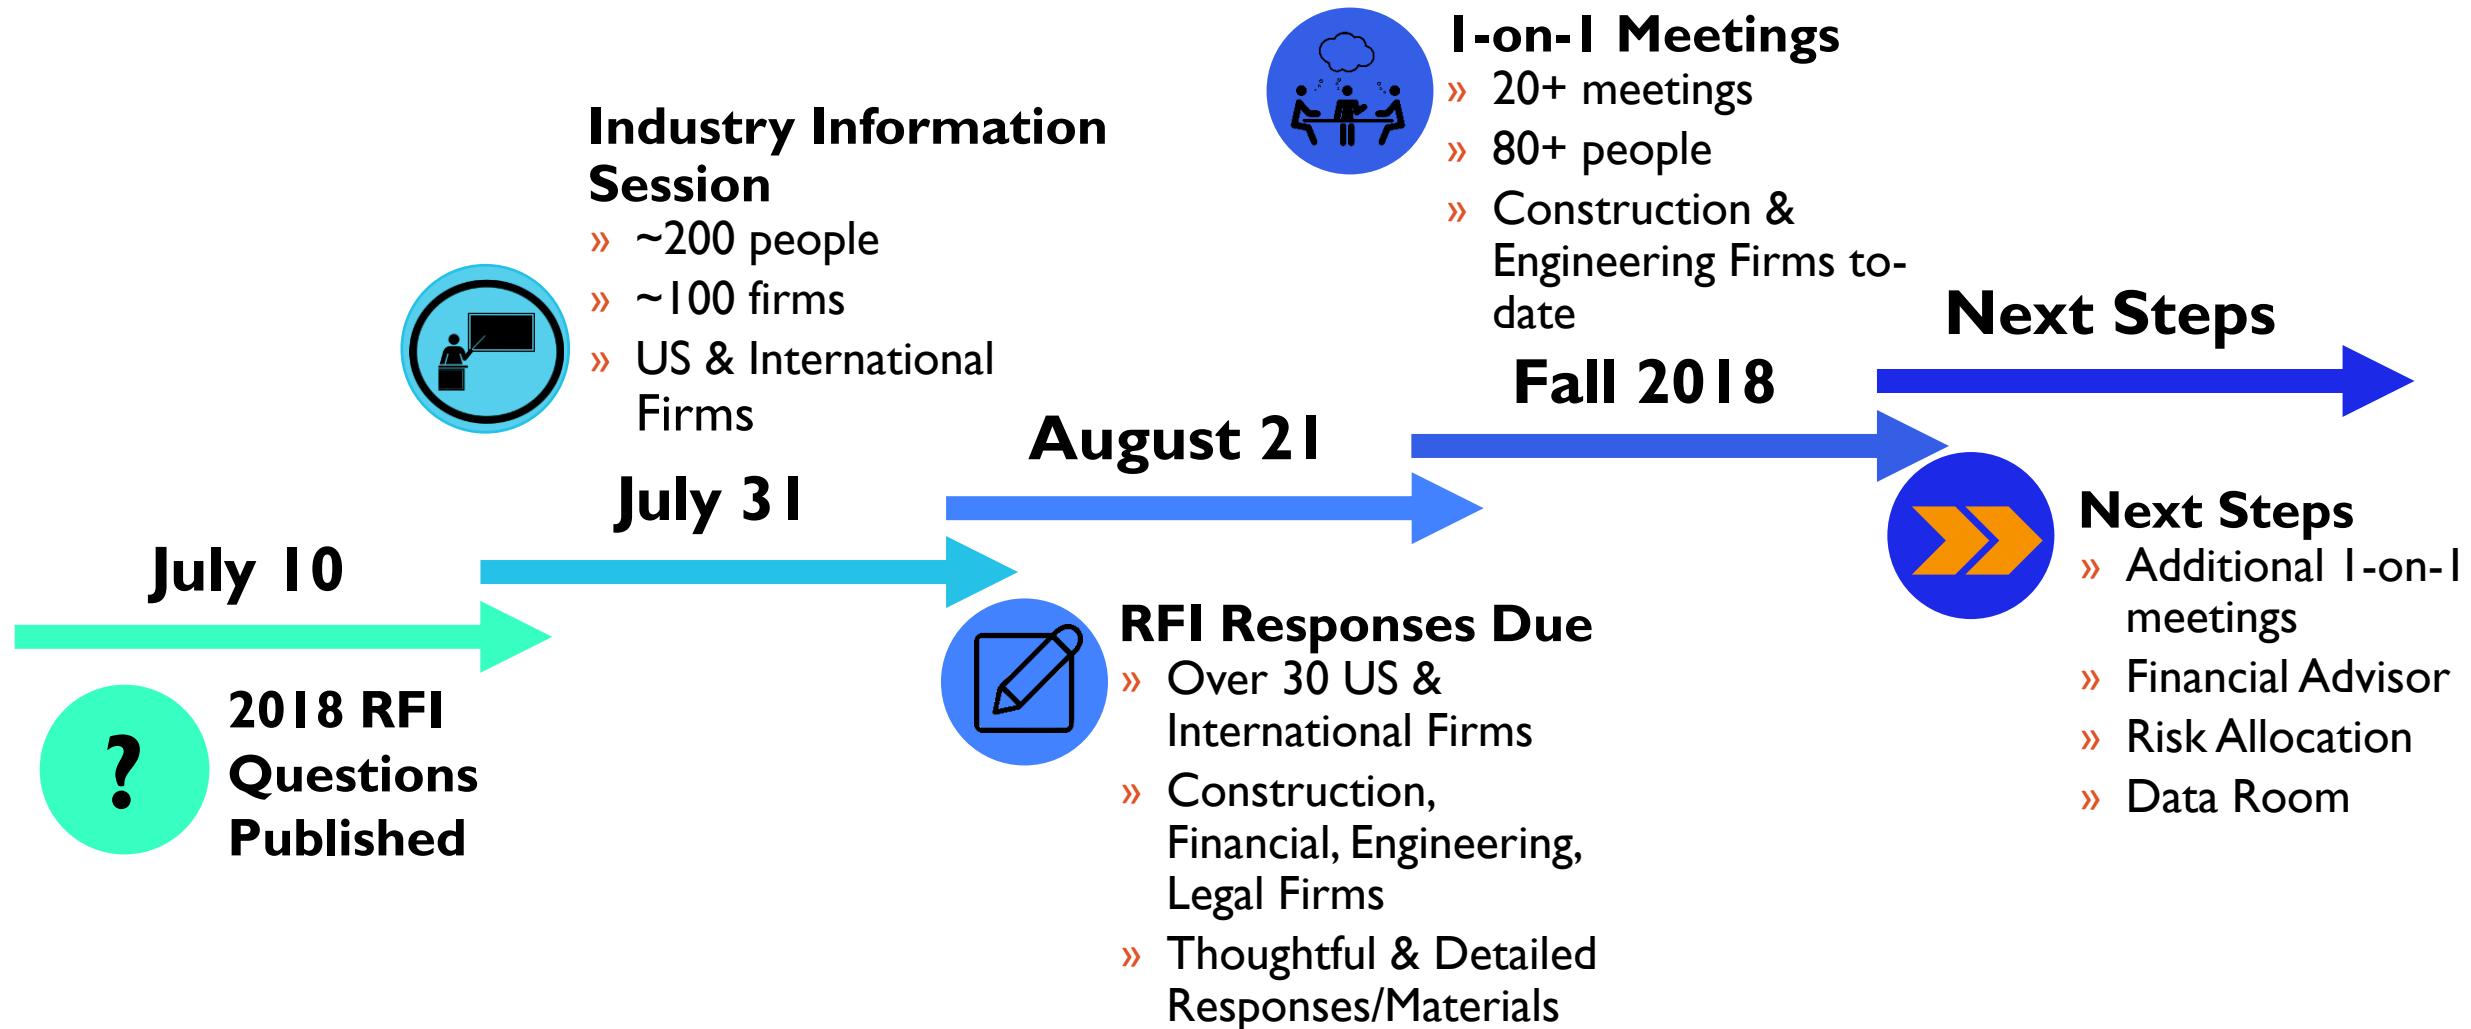 July 10
?
2018 RFI
Questions
Published
July 31
Industry Information
Session
» ~200 people
» ~100 firms
» US & International
Firms
August 21
RFI Responses Due
» Over 30 US &
International Firms
» Construction,
Financial, Engineering,
Legal Firms
» Thoughtful & Detailed
Responses/Materials
Fall 2018
1-on-1 Meetings
» 20+ meetings
» 80+ people
» Construction &
Engineering Firms to-
date
Next Steps
Next Steps
» Additional 1-on-1
meetings
» Financial Advisor
» Risk Allocation
» Data Room